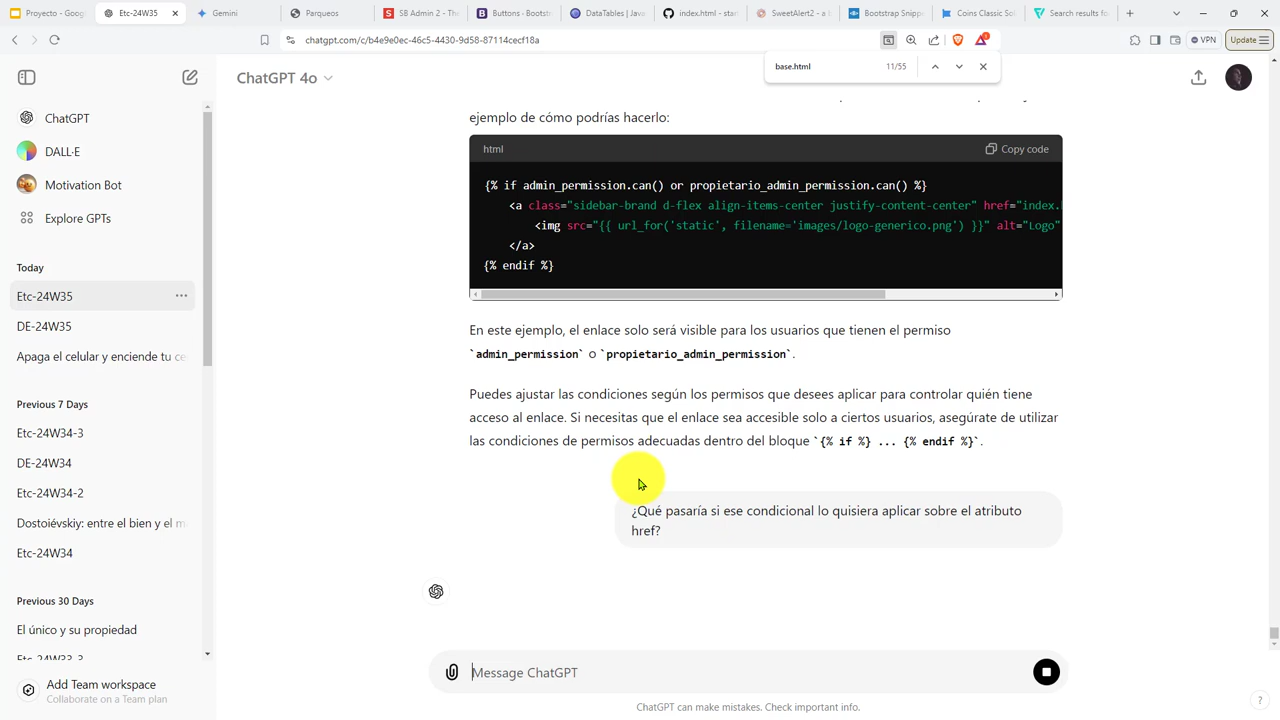 Proyecto - Goog
Etc-24W35
Gemini
Parqueos
SB Admin 2 - The
Buttons - Bootstr
DataTables | Java
index.html - star
SweetAlert2 - a b
Bootstrap Snippe
Coins Classic Sol
Search results fo
chatgpt.com/c/b4e9e0ec-46c5-4430-9d58-87114cecf18a
VPN
Update
base.html 11/55
ChatGPT 4o
ChatGPT
DALL·E
Motivation Bot
Explore GPTs
Today
Etc-24W35
DE-24W35
Apaga el celular y enciende tu ce
Previous 7 Days
Etc-24W34-3
DE-24W34
Etc-24W34-2
Dostoiévskiy: entre el bien y el m
Etc-24W34
Previous 30 Days
El único y su propiedad
Etc-24W33-3
Add Team workspace
Collaborate on a Team plan
ejemplo de cómo podrías hacerlo:
html
Copy code
{% if admin_permission.can() or propietario_admin_permission.can() %}
<a class="sidebar-brand d-flex align-items-center justify-content-center" href="index.h
<img src="{{ url_for('static', filename='images/logo-generico.png') }}" alt="Logo"
</a>
{% endif %}
En este ejemplo, el enlace solo será visible para los usuarios que tienen el permiso
`admin_permission` o `propietario_admin_permission`.
Puedes ajustar las condiciones según los permisos que desees aplicar para controlar quién tiene
acceso al enlace. Si necesitas que el enlace sea accesible solo a ciertos usuarios, asegúrate de utilizar
las condiciones de permisos adecuadas dentro del bloque `{% if %} ... {% endif %}`.
¿Qué pasaría si ese condicional lo quisiera aplicar sobre el atributo
href?
Message ChatGPT
ChatGPT can make mistakes. Check important info.
?